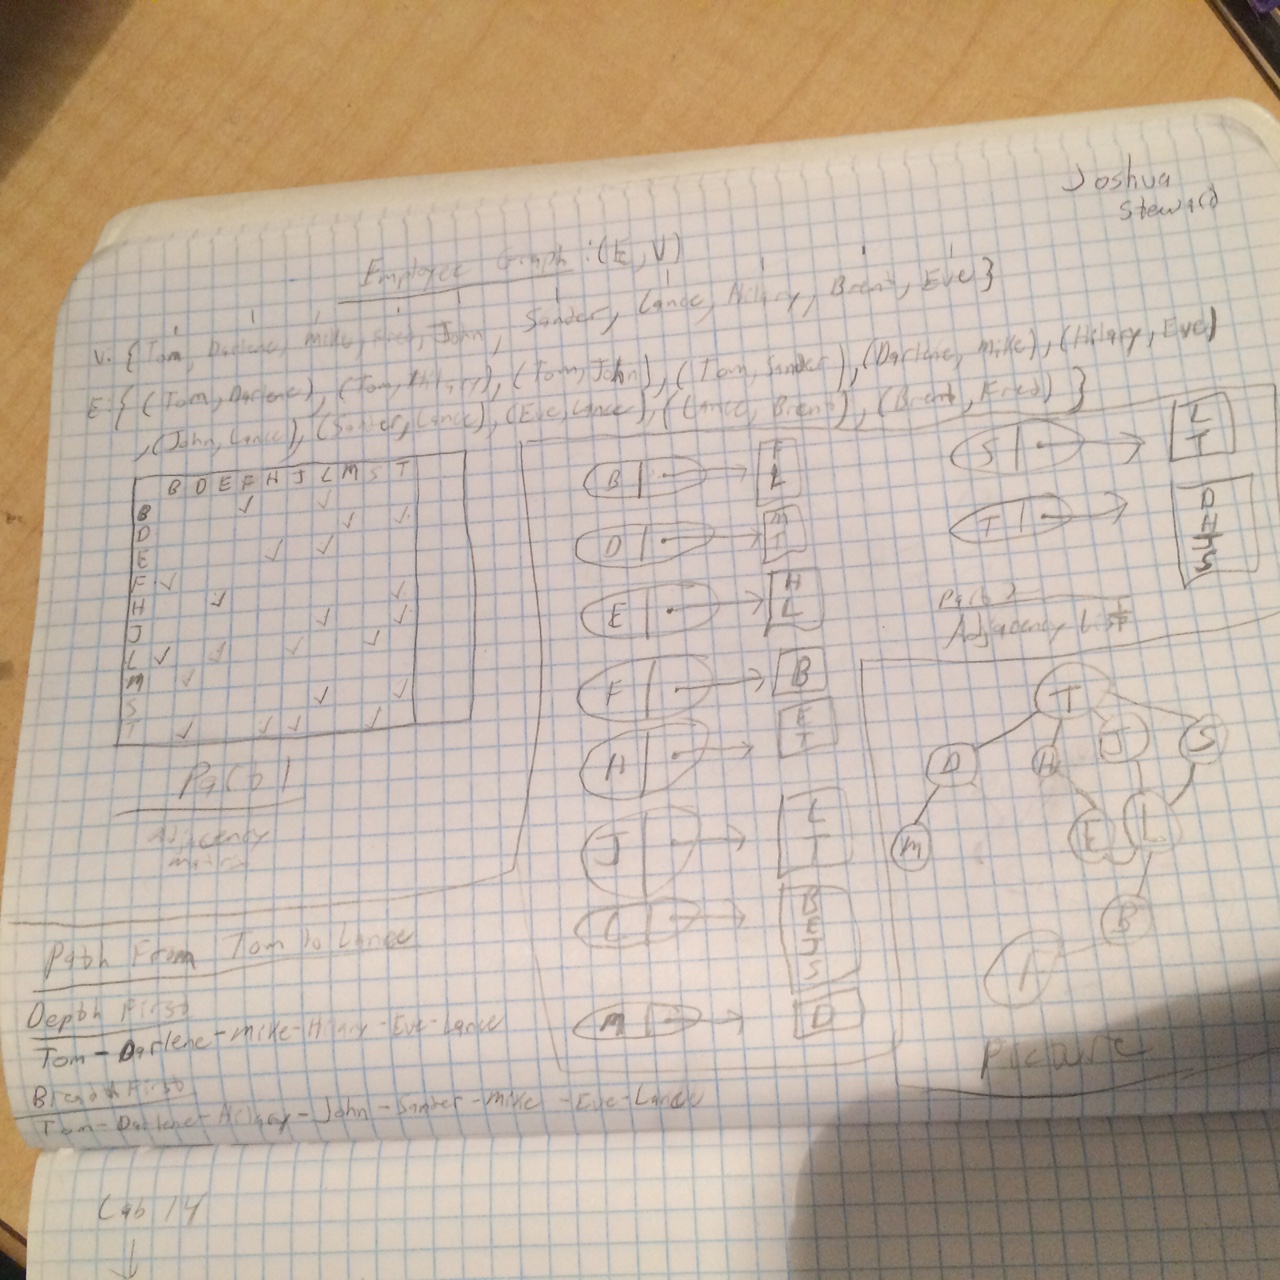 Joshua
Steward
Employee Graph: (E, V)
V: {Tom, Darlene, Mike, Fred, John, Sander, Lance, Hilary, Brent, Eve}
E: { (Tom, Darlene), (Tom, Hilary), (Tom, John), (Tom, Sander), (Darlene, Mike), (Hilary, Eve)
, (John, Lance), (Sander, Lance), (Eve, Lance), (Lance, Brent), (Brent, Fred) }
B D E F H J L M S T
B
D
E
F
H
J
L
M
S
T
Part 1
Adjacency
matrix
B
D
E
F
H
J
L
M
B
D
S
T
L T
Part 2
Adjacency List
T
S
J
H
D
L
E
M
B
Picture
Path From Tom to Lance
Depth First
Tom - Darlene - Mike - Hilary - Eve - Lance
Breadth First
Tom - Darlene - Hilary - John - Sander - Mike - Eve - Lance
Lab 14